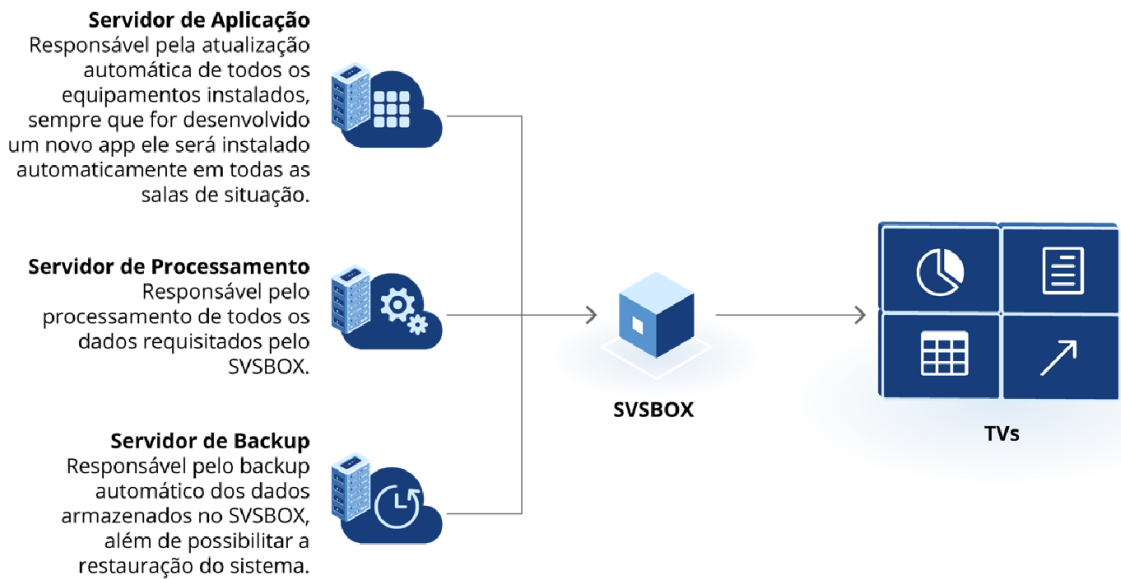 Servidor de Aplicação
Responsável pela atualização
automática de todos os
equipamentos instalados,
sempre que for desenvolvido
um novo app ele será instalado
automaticamente em todas as
salas de situação.
Servidor de Processamento
Responsável pelo
processamento de todos os
dados requisitados pelo
SVSBOX.
Servidor de Backup
Responsável pelo backup
automático dos dados
armazenados no SVSBOX,
além de possibilitar a
restauração do sistema.
SVSBOX
TVs